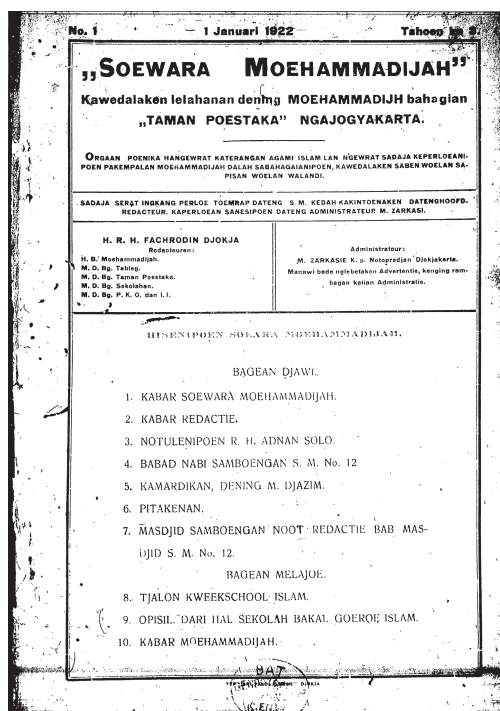 No. 1 — 1 Januari 1922 — Tahoen ka 3.
„SOEWARA MOEHAMMADIJAH”
Kawedalaken lelahanan dening MOEHAMMADIJH bahagian
„TAMAN POESTAKA” NGAJOGYAKARTA.
ORGAAN POENIKA HANGEWRAT KATERANGAN AGAMI ISLAM LAN NGEWRAT SADAJA KEPERLOEANI-
POEN PAKEMPALAN MOEHAMMADIJAH DALAH SABAHAGAIANIPOEN, KAWEDALAKEN SABEN WOELAN SA-
PISAN WOELAN WALANDI.
SADAJA SERAT INGKANG PERLOE TOEMRAP DATENG S. M. KEDAH KAKINTOENAKEN DATENGHOOFD-
REDACTEUR. KAPERLOEAN SANESIPOEN DATENG ADMINISTRATEUR M. ZARKASI.
H. R. H. FACHRODIN DJOKJA
Redacteuren:
H. B. Moehammadijah.
M. D. Bg. Tableg.
M. D. Bg. Taman Poestaka.
M. D. Bg. Sekolahan.
M. D. Bg. P. K. O. dan I. I.
Administrateur:
M. ZARKASIE K. p. Notopradjan Djokjakarta.
Manawi bade ngiebetaken Advertentie, kenging rem-
bagan kalian Administratie.
HISENIPOEN SOEARA MOEHAMMADIJAH.
BAGEAN DJAWI.
1. KABAR SOEWARA MOEHAMMADIJAH.
2. KABAR REDACTIE.
3. NOTULENIPOEN R. H. ADNAN SOLO.
4. BABAD NABI SAMBOENGAN S. M. No. 12
5. KAMARDIKAN, DENING M. DJAZIM.
6. PITAKENAN.
7. MASDJID SAMBOENGAN NOOT REDACTIE BAB MAS-
DJID S. M. No. 12.
BAGEAN MELAJOE.
8. TJALON KWEEKSCHOOL ISLAM.
9. OPISIL DARI HAL SEKOLAH BAKAL GOEROE ISLAM.
10. KABAR MOEHAMMADIJAH.
DJOKJA